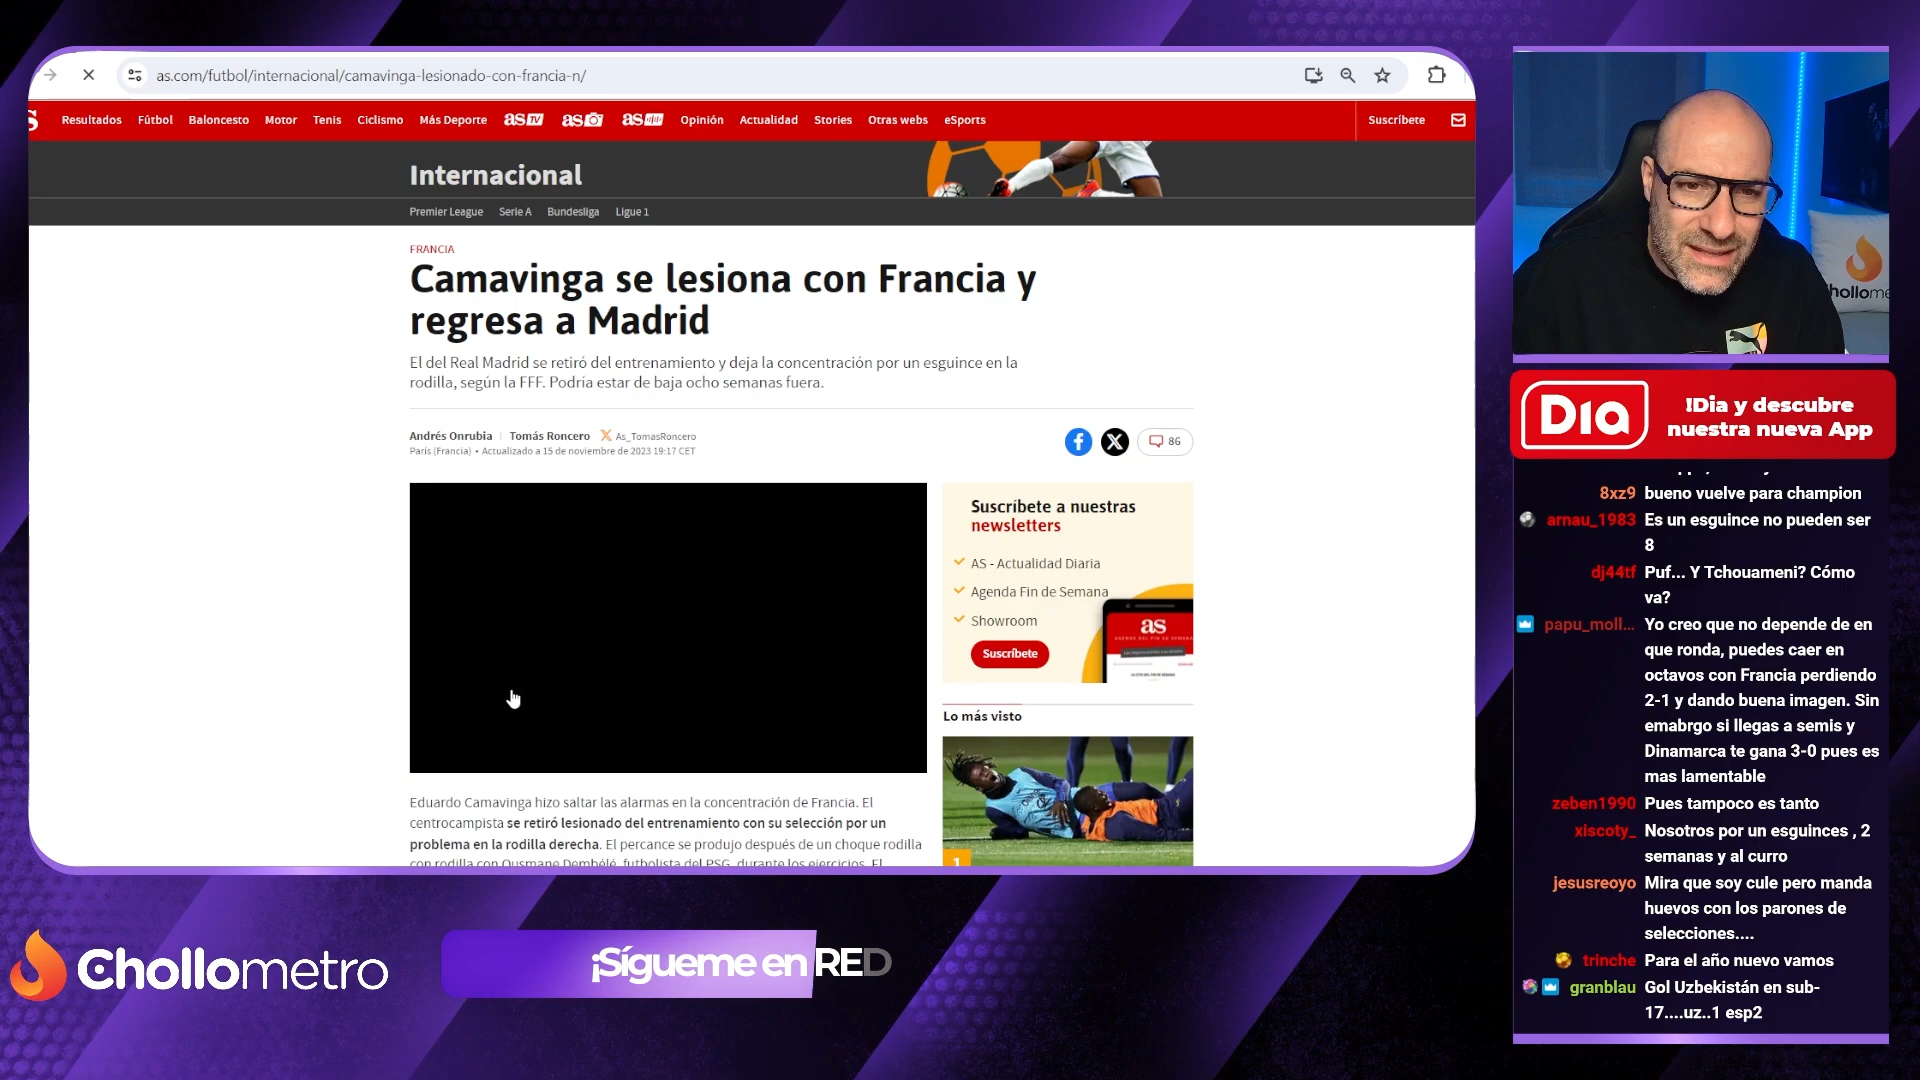 as.com/futbol/internacional/camavinga-lesionado-con-francia-n/
Resultados Fútbol Baloncesto Motor Tenis Ciclismo Más Deporte as TV as as Opinión Actualidad Stories Otras webs eSports Suscríbete
Internacional
Premier League Serie A Bundesliga Ligue 1
FRANCIA
Camavinga se lesiona con Francia y
regresa a Madrid
El del Real Madrid se retiró del entrenamiento y deja la concentración por un esguince en la
rodilla, según la FFF. Podría estar de baja ocho semanas fuera.
Andrés Onrubia | Tomás Roncero As_TomasRoncero
París (Francia) • Actualizado a 15 de noviembre de 2023 19:17 CET
86
Suscríbete a nuestras
newsletters
AS - Actualidad Diaria
Agenda Fin de Semana
Showroom
Suscríbete
as
Lo más visto
1
Eduardo Camavinga hizo saltar las alarmas en la concentración de Francia. El
centrocampista se retiró lesionado del entrenamiento con su selección por un
problema en la rodilla derecha. El percance se produjo después de un choque rodilla
con rodilla con Ousmane Dembélé, futbolista del PSG, durante los ejercicios. El
hollome
Dia
!Dia y descubre
nuestra nueva App
8xz9 bueno vuelve para champion
arnau_1983 Es un esguince no pueden ser
8
dj44tf Puf... Y Tchouameni? Cómo
va?
papu_moll... Yo creo que no depende de en
que ronda, puedes caer en
octavos con Francia perdiendo
2-1 y dando buena imagen. Sin
emabrgo si llegas a semis y
Dinamarca te gana 3-0 pues es
mas lamentable
zeben1990 Pues tampoco es tanto
xiscoty_ Nosotros por un esguinces , 2
semanas y al curro
jesusreoyo Mira que soy cule pero manda
huevos con los parones de
selecciones....
trinche Para el año nuevo vamos
granblau Gol Uzbekistán en sub-
17....uz..1 esp2
Chollometro
¡Sígueme en RED